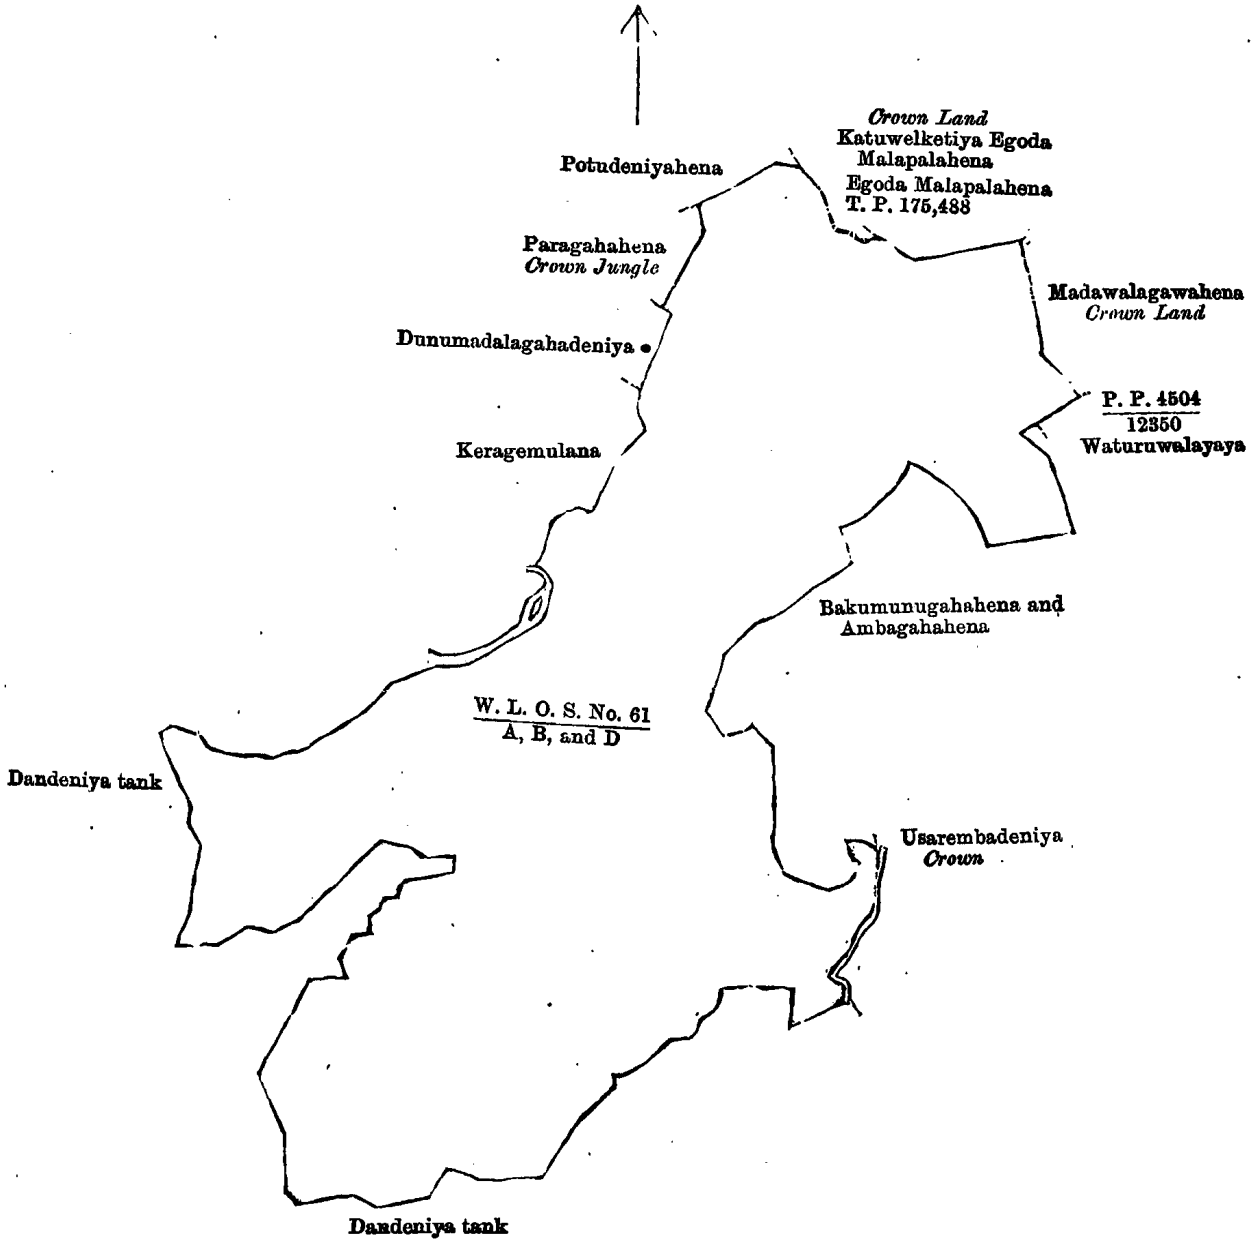 Crown Land
Katuwelketiya Egoda
Malapalahena
Egoda Malapalahena
T. P. 175,488
Potudeniyahena
Paragahahena
Crown Jungle
Madawalagawahena
Crown Land
Dunumadalagahadeniya
P. P. 4504
12350
Waturuwalayaya
Keragemulana
Bakumunugahahena and
Ambagahahena
W. L. O. S. No. 61
A, B, and D
Dandeniya tank
Usarembadeniya
Crown
Dandeniya tank